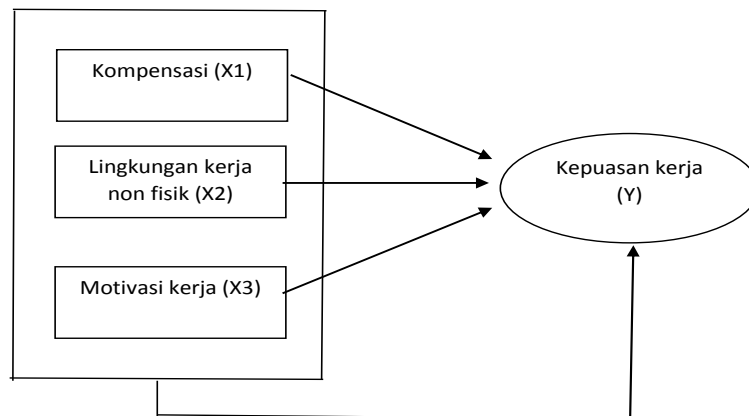 Kompensasi (X1)
Lingkungan kerja
non fisik (X2)
Motivasi kerja (X3)
Kepuasan kerja
(Y)